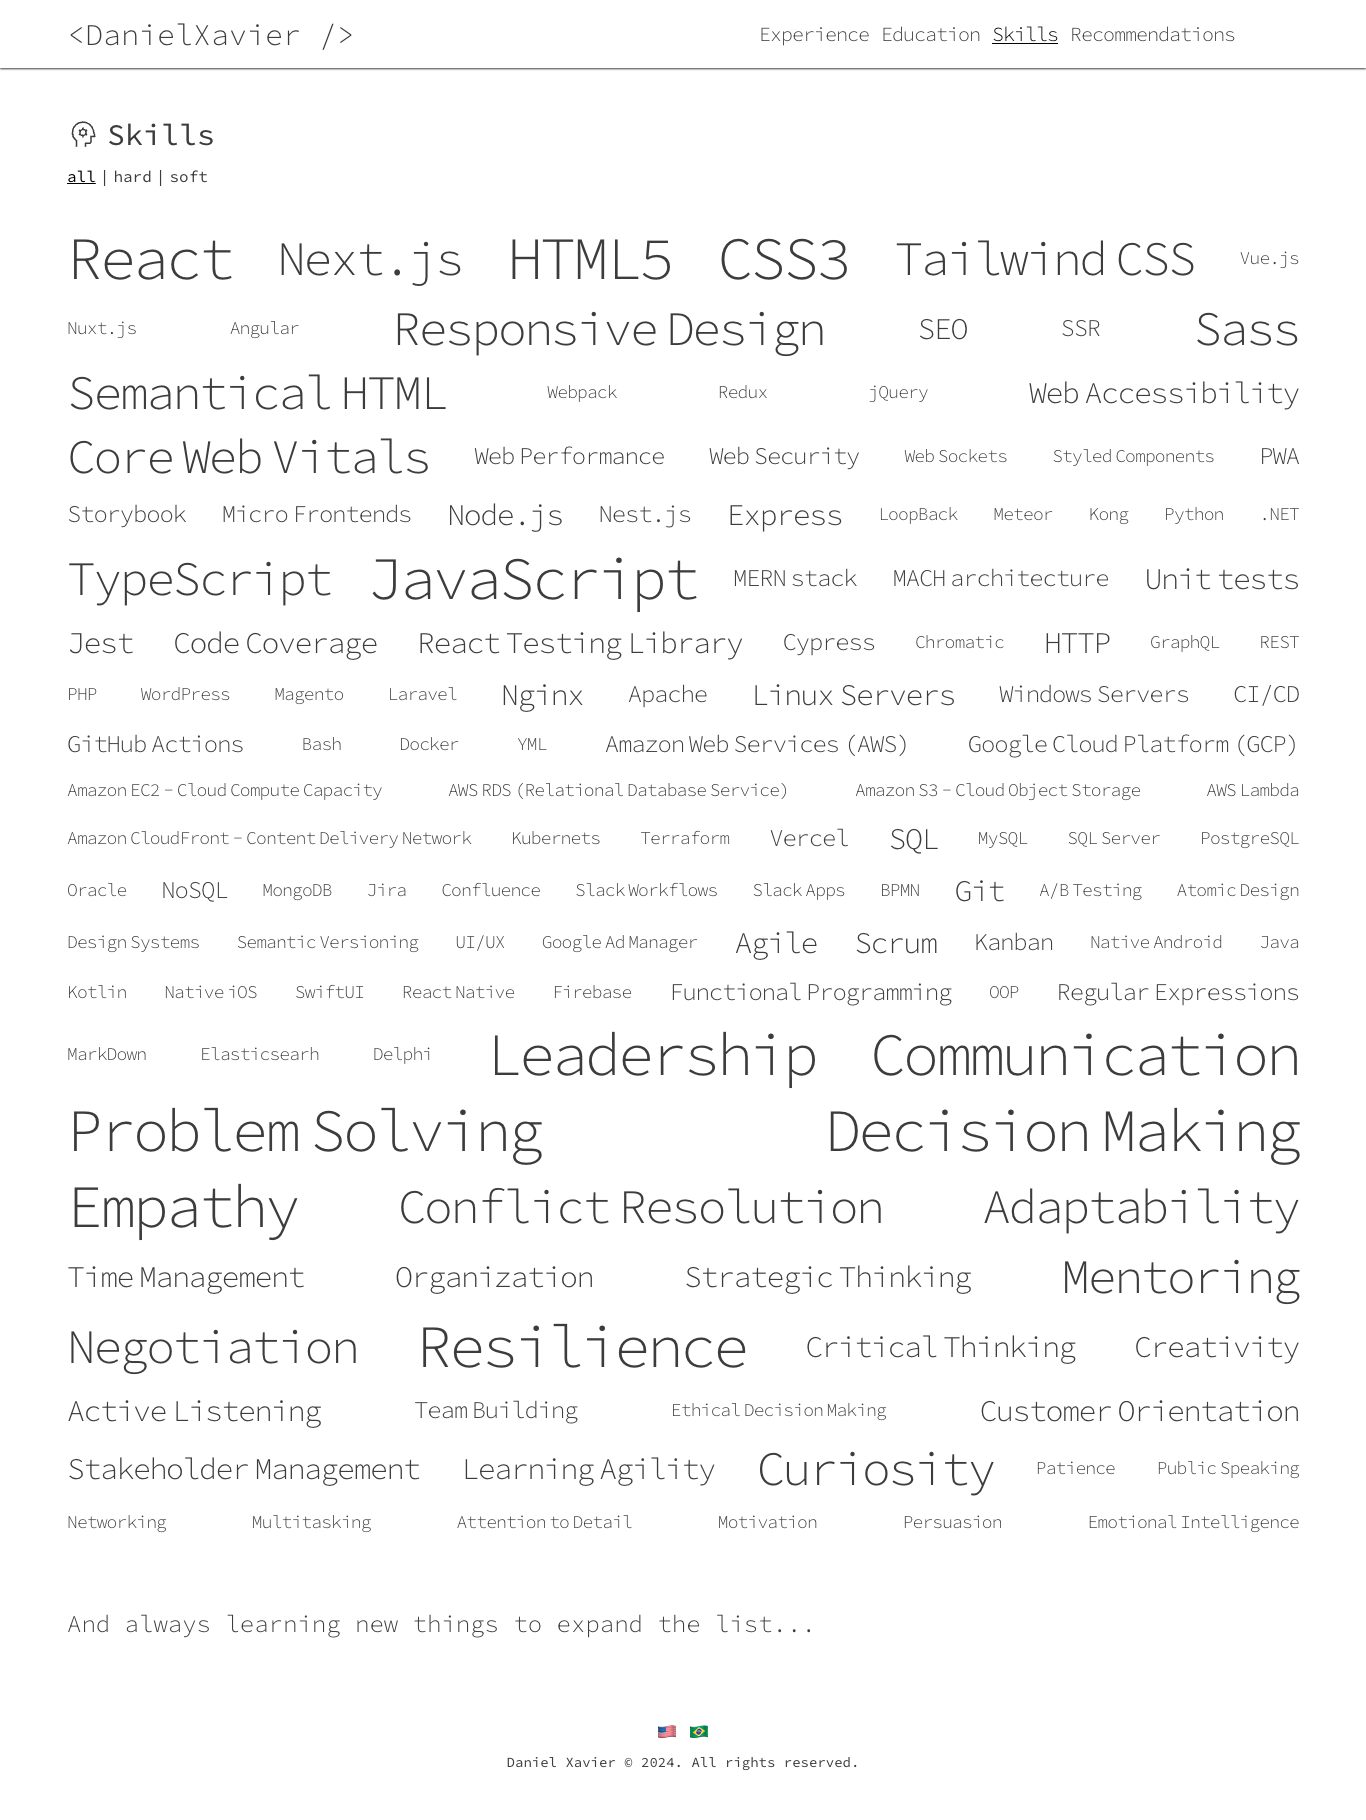 <DanielXavier />
Experience Education Skills Recommendations
Skills
all | hard | soft
React Next.js HTML5 CSS3 Tailwind CSS Vue.js
Nuxt.js Angular Responsive Design SEO SSR Sass
Semantical HTML Webpack Redux jQuery Web Accessibility
Core Web Vitals Web Performance Web Security Web Sockets Styled Components PWA
Storybook Micro Frontends Node.js Nest.js Express LoopBack Meteor Kong Python .NET
TypeScript JavaScript MERN stack MACH architecture Unit tests
Jest Code Coverage React Testing Library Cypress Chromatic HTTP GraphQL REST
PHP WordPress Magento Laravel Nginx Apache Linux Servers Windows Servers CI/CD
GitHub Actions Bash Docker YML Amazon Web Services (AWS) Google Cloud Platform (GCP)
Amazon EC2 - Cloud Compute Capacity AWS RDS (Relational Database Service) Amazon S3 - Cloud Object Storage AWS Lambda
Amazon CloudFront - Content Delivery Network Kubernets Terraform Vercel SQL MySQL SQL Server PostgreSQL
Oracle NoSQL MongoDB Jira Confluence Slack Workflows Slack Apps BPMN Git A/B Testing Atomic Design
Design Systems Semantic Versioning UI/UX Google Ad Manager Agile Scrum Kanban Native Android Java
Kotlin Native iOS SwiftUI React Native Firebase Functional Programming OOP Regular Expressions
MarkDown Elasticsearh Delphi Leadership Communication
Problem Solving Decision Making
Empathy Conflict Resolution Adaptability
Time Management Organization Strategic Thinking Mentoring
Negotiation Resilience Critical Thinking Creativity
Active Listening Team Building Ethical Decision Making Customer Orientation
Stakeholder Management Learning Agility Curiosity Patience Public Speaking
Networking Multitasking Attention to Detail Motivation Persuasion Emotional Intelligence
And always learning new things to expand the list...
Daniel Xavier © 2024. All rights reserved.